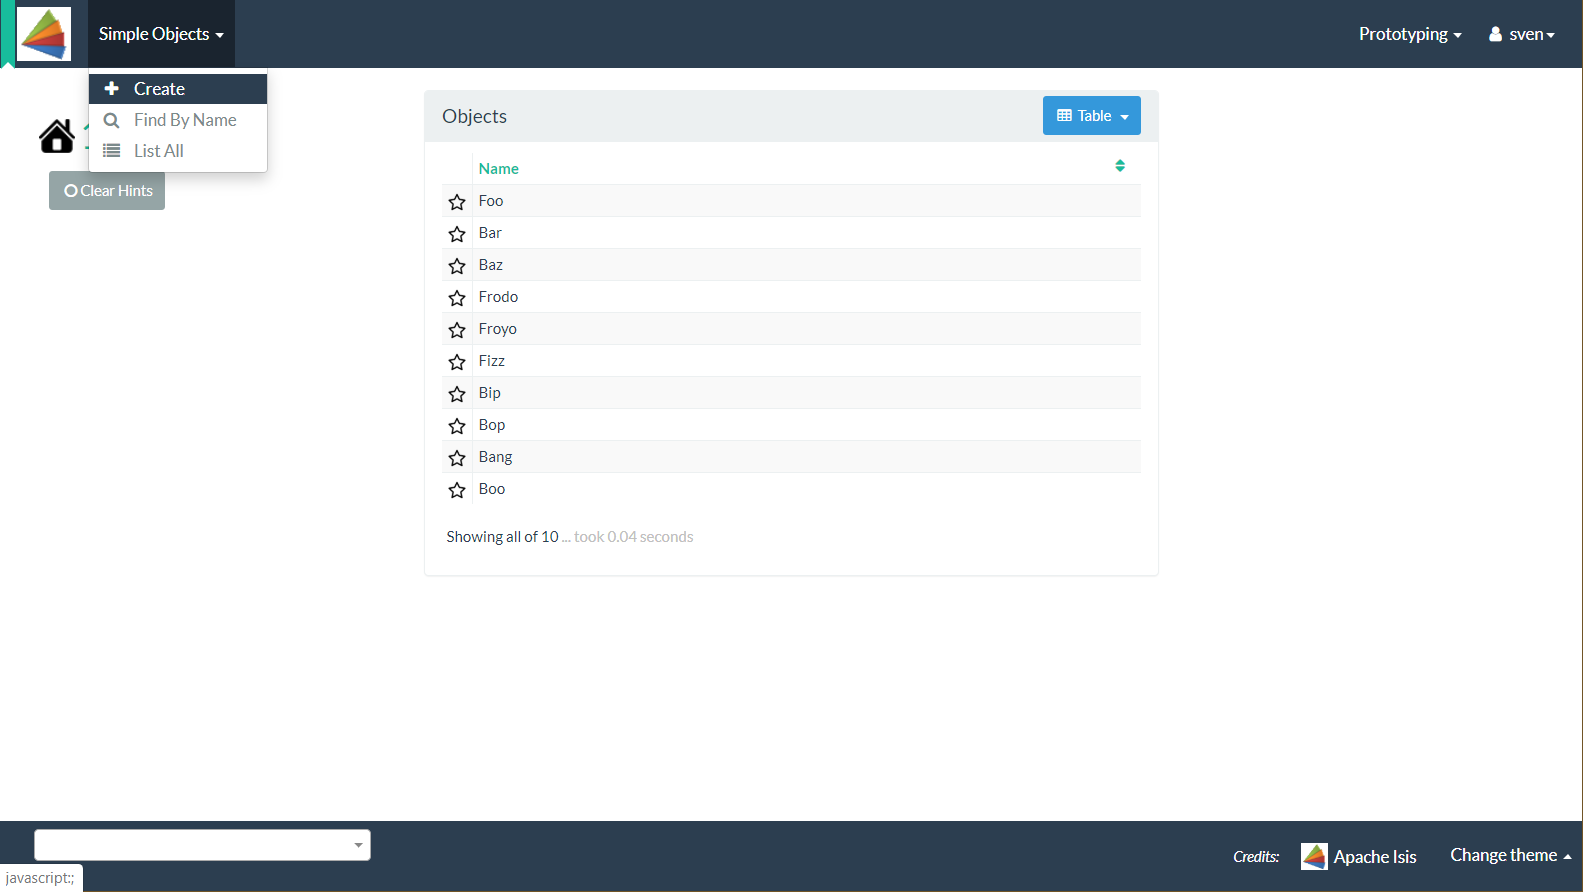 Simple Objects
Prototyping
sven
Create
Find By Name
List All
Clear Hints
Objects
Table
Name
Foo
Bar
Baz
Frodo
Froyo
Fizz
Bip
Bop
Bang
Boo
Showing all of 10 ... took 0.04 seconds
Credits:
Apache Isis
Change theme
javascript:;